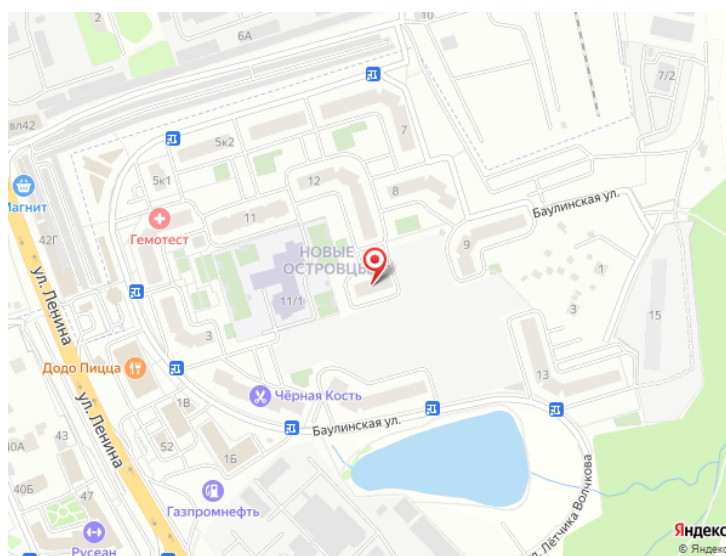 10
6А
7/2
вл42
5к2
7
5к1
12
8
Магнит
11
Баулинская ул.
Гемотест
42Г
НОВЫЕ
ОСТРОВЦЫ
9
1
ул. Ленина
11/1
3
3
15
Додо Пицца
13
ул. Ленина
1В
Чёрная Кость
Баулинская ул.
43
52
40А
1Б
ул. Лётчика Волчкова
40Б
47
Газпромнефть
Русеан
Яндекс
© Яндекс